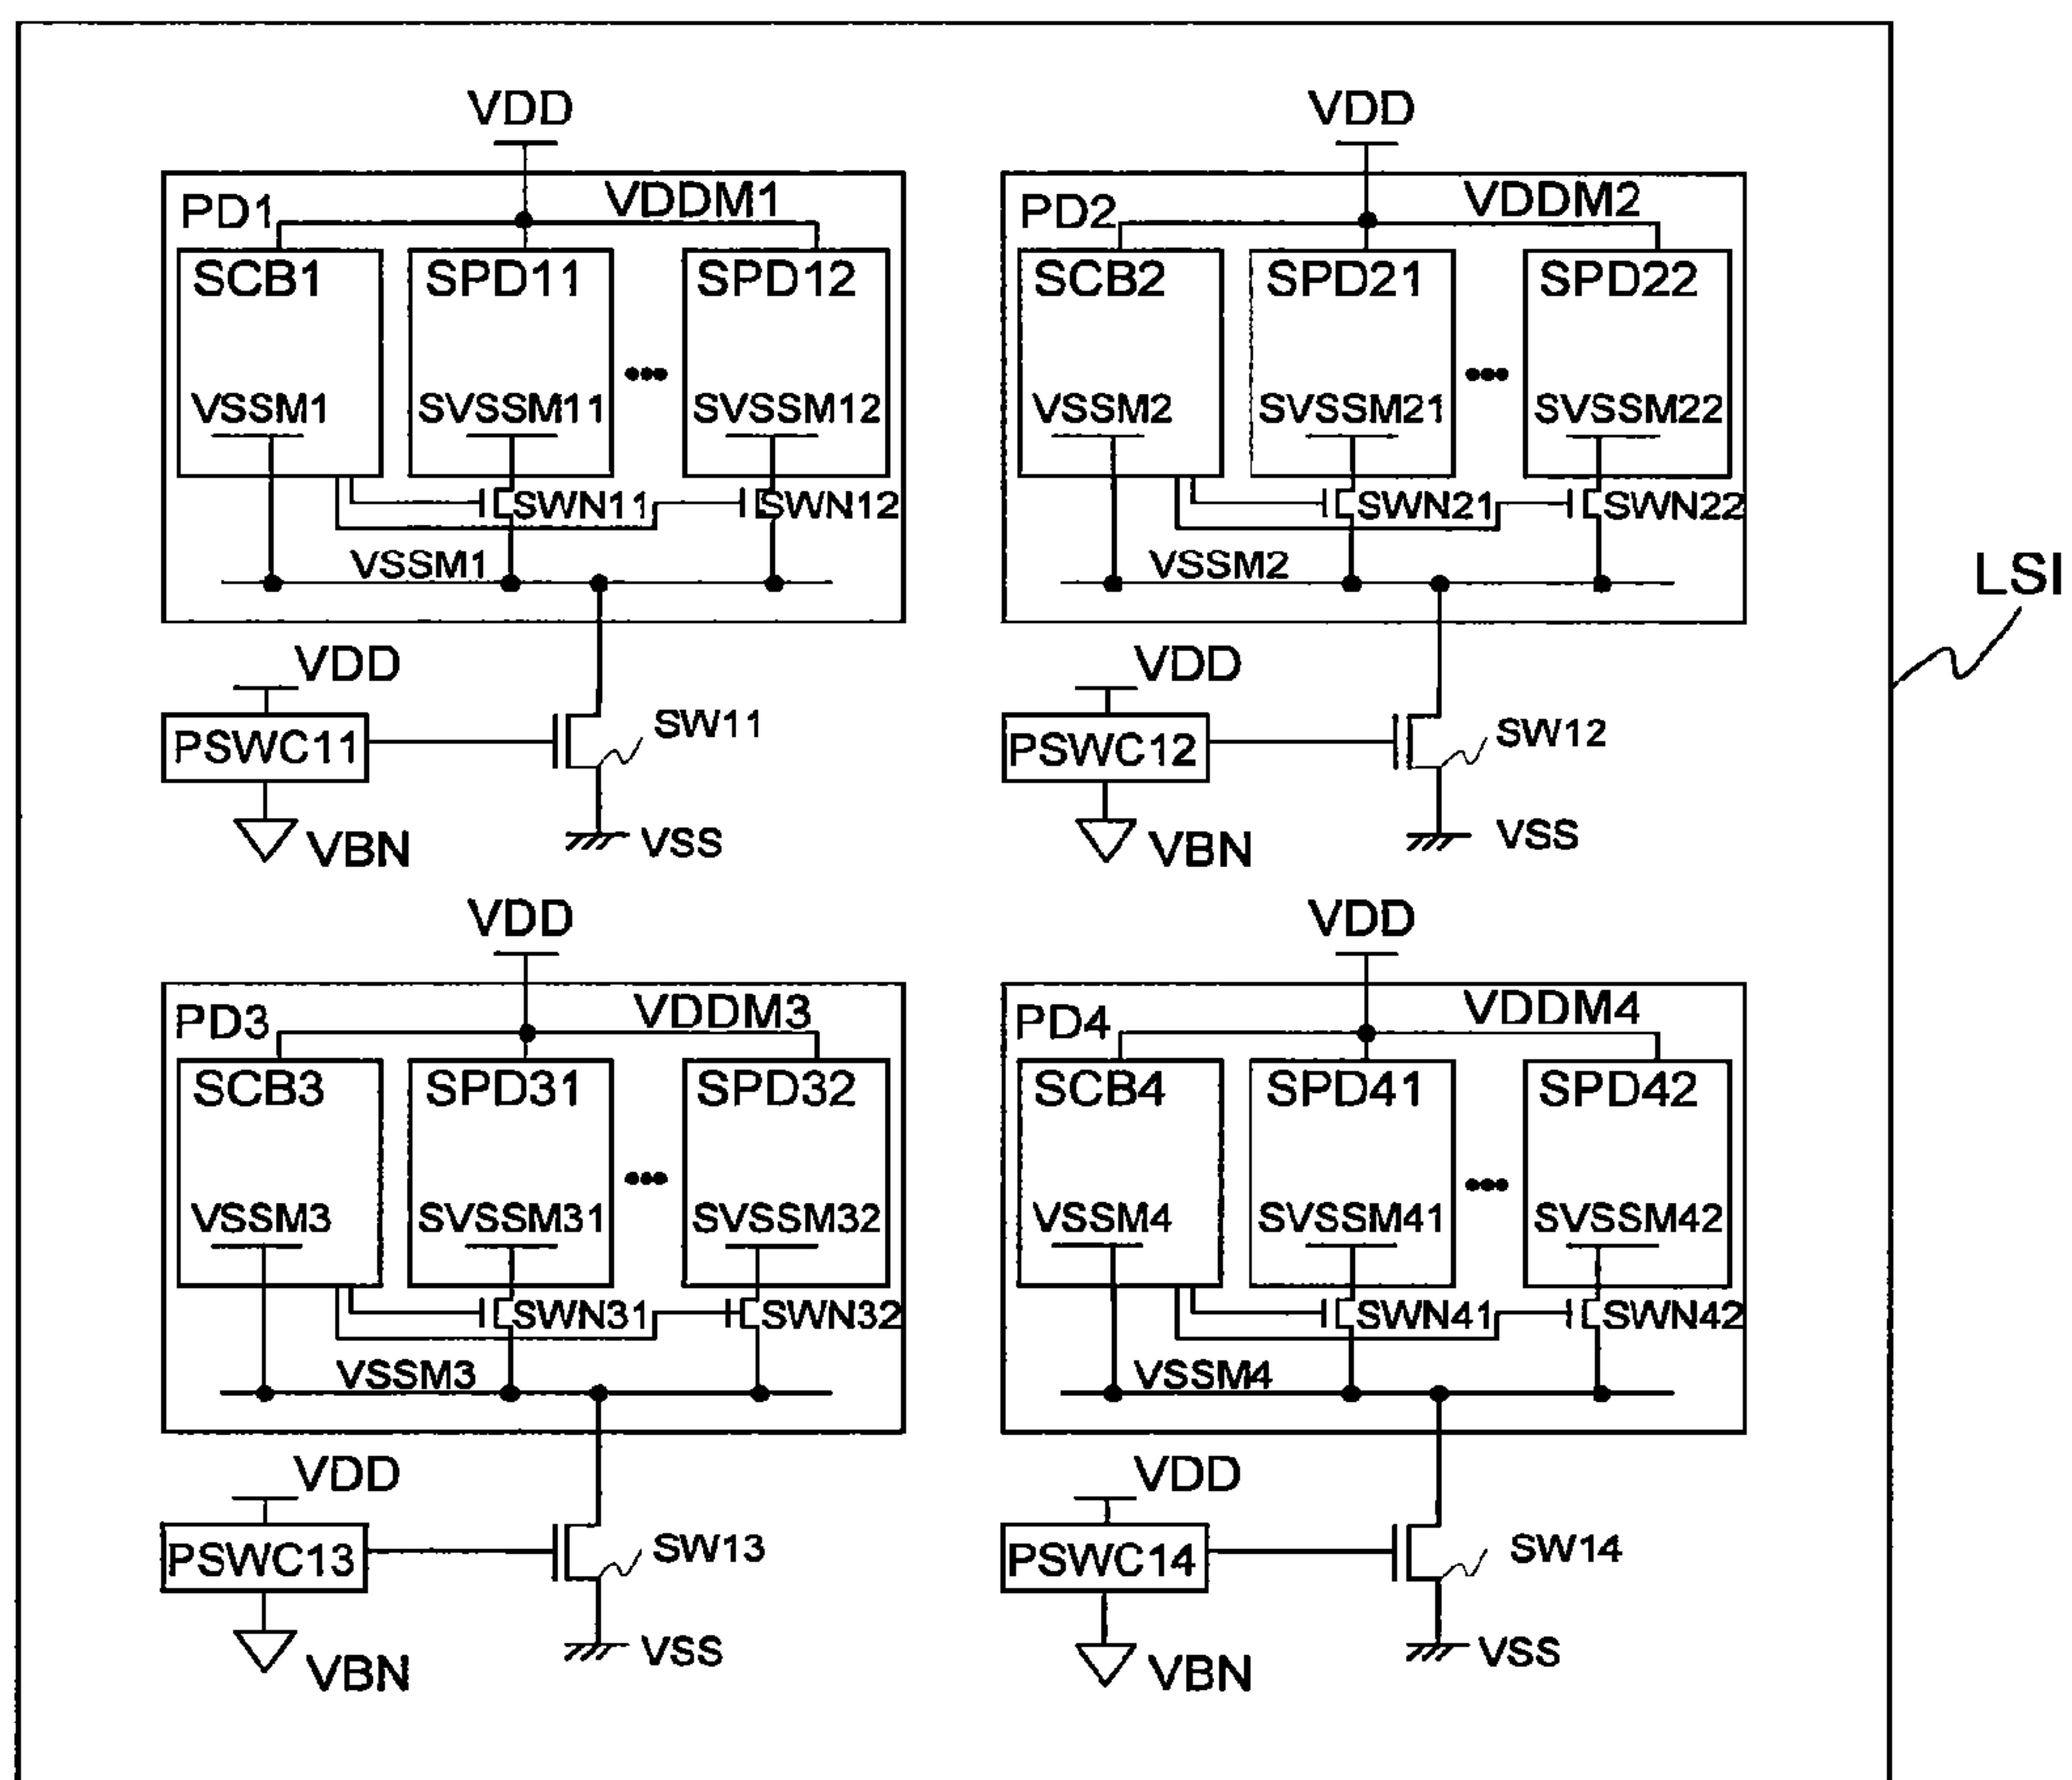 VDD
PD1
VDDM1
SCB1
SPD11
SPD12
VSSM1
SVSSM11
SVSSM12
SWN11
SWN12
VSSM1
VDD
PSWC11
SW11
VBN
VSS
VDD
PD2
VDDM2
SCB2
SPD21
SPD22
VSSM2
SVSSM21
SVSSM22
SWN21
SWN22
VSSM2
VDD
PSWC12
SW12
VBN
VSS
LSI
VDD
PD3
VDDM3
SCB3
SPD31
SPD32
VSSM3
SVSSM31
SVSSM32
SWN31
SWN32
VSSM3
VDD
PSWC13
SW13
VBN
VSS
VDD
PD4
VDDM4
SCB4
SPD41
SPD42
VSSM4
SVSSM41
SVSSM42
SWN41
SWN42
VSSM4
VDD
PSWC14
SW14
VBN
VSS